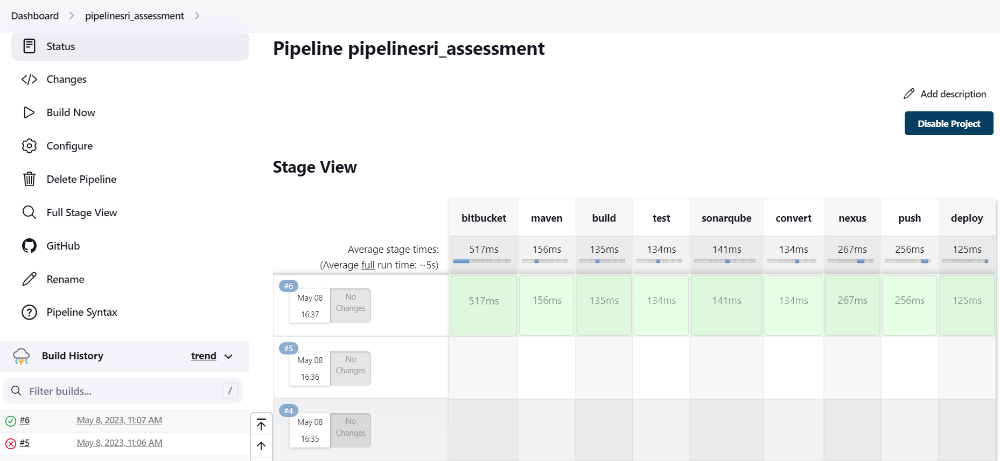 Dashboard > pipelinesri_assessment >
Status
Changes
Build Now
Configure
Delete Pipeline
Full Stage View
GitHub
Rename
Pipeline Syntax
Build History trend
Filter builds... /
#6 May 8, 2023, 11:07 AM
#5 May 8, 2023, 11:06 AM
Pipeline pipelinesri_assessment
Add description
Disable Project
Stage View
bitbucket maven build test sonarqube convert nexus push deploy
Average stage times: 517ms 156ms 135ms 134ms 141ms 134ms 267ms 256ms 125ms
(Average full run time: ~5s)
#6
May 08 No
16:37 Changes
517ms 156ms 135ms 134ms 141ms 134ms 267ms 256ms 125ms
#5
May 08 No
16:36 Changes
#4
May 08 No
16:35 Changes